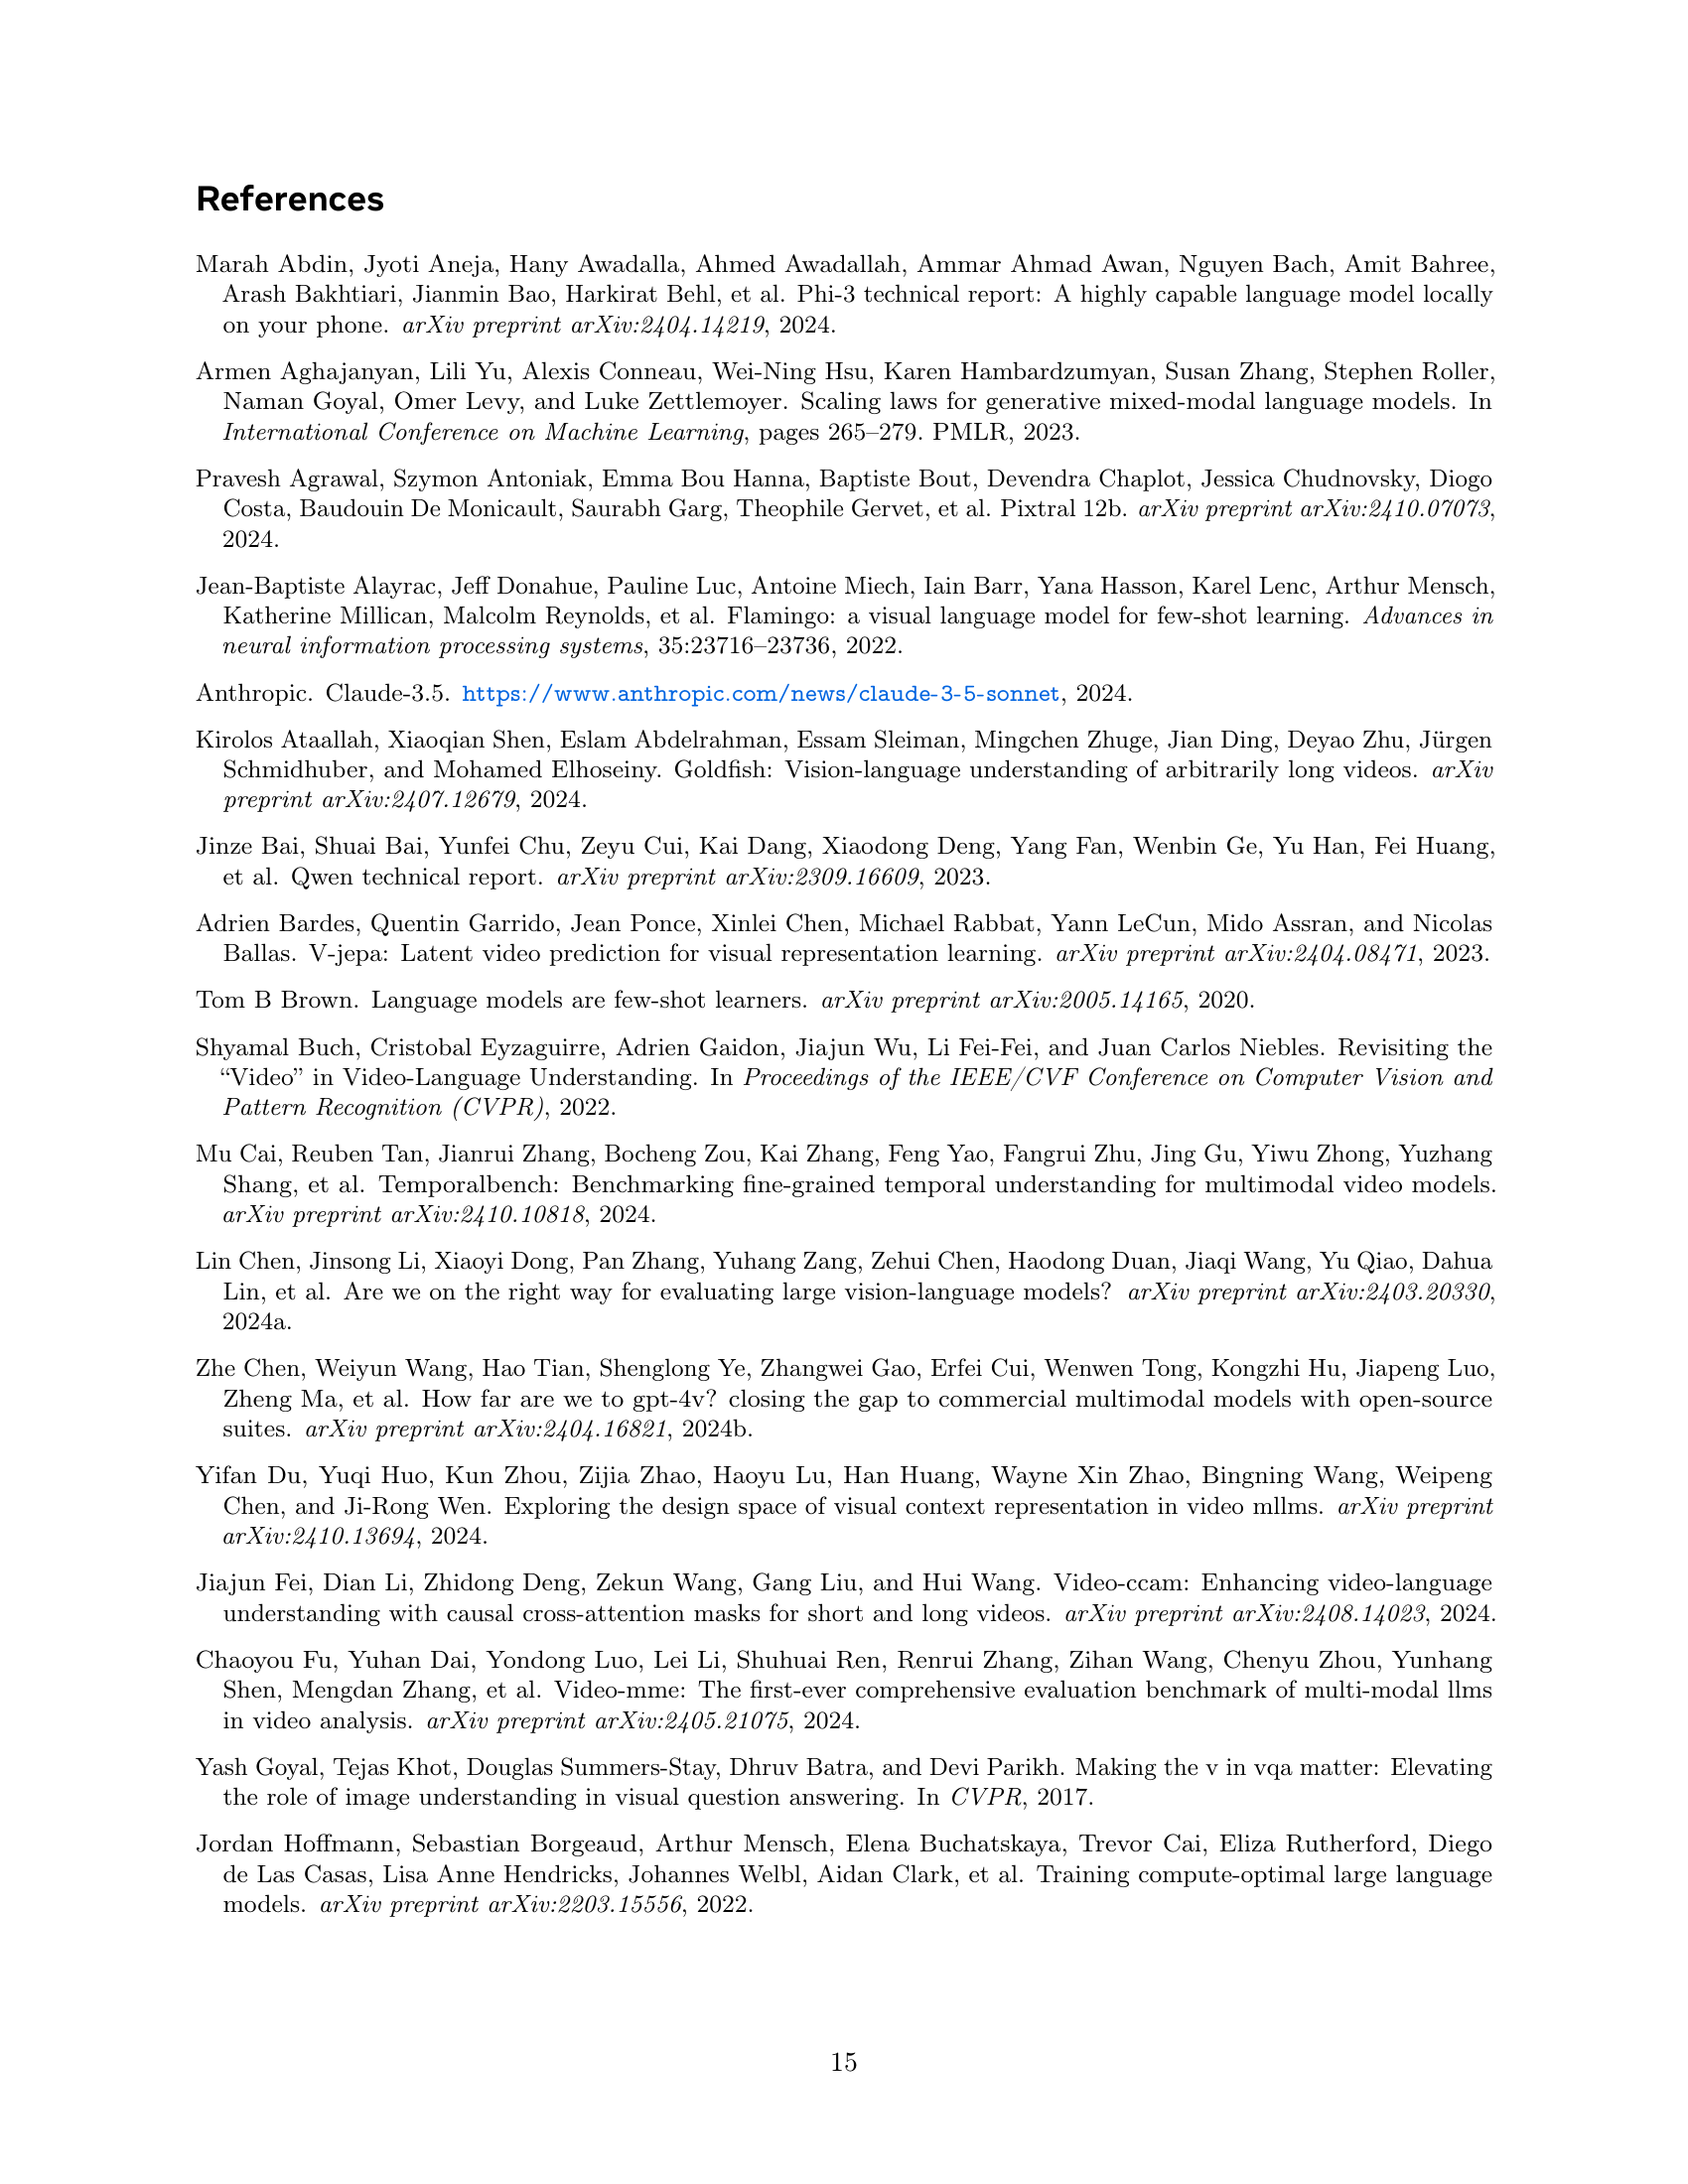 References
Marah Abdin, Jyoti Aneja, Hany Awadalla, Ahmed Awadallah, Ammar Ahmad Awan, Nguyen Bach, Amit Bahree,
Arash Bakhtiari, Jianmin Bao, Harkirat Behl, et al. Phi-3 technical report: A highly capable language model locally
on your phone. arXiv preprint arXiv:2404.14219, 2024.
Armen Aghajanyan, Lili Yu, Alexis Conneau, Wei-Ning Hsu, Karen Hambardzumyan, Susan Zhang, Stephen Roller,
Naman Goyal, Omer Levy, and Luke Zettlemoyer. Scaling laws for generative mixed-modal language models. In
International Conference on Machine Learning, pages 265–279. PMLR, 2023.
Pravesh Agrawal, Szymon Antoniak, Emma Bou Hanna, Baptiste Bout, Devendra Chaplot, Jessica Chudnovsky, Diogo
Costa, Baudouin De Monicault, Saurabh Garg, Theophile Gervet, et al. Pixtral 12b. arXiv preprint arXiv:2410.07073,
2024.
Jean-Baptiste Alayrac, Jeff Donahue, Pauline Luc, Antoine Miech, Iain Barr, Yana Hasson, Karel Lenc, Arthur Mensch,
Katherine Millican, Malcolm Reynolds, et al. Flamingo: a visual language model for few-shot learning. Advances in
neural information processing systems, 35:23716–23736, 2022.
Anthropic. Claude-3.5. https://www.anthropic.com/news/claude-3-5-sonnet, 2024.
Kirolos Ataallah, Xiaoqian Shen, Eslam Abdelrahman, Essam Sleiman, Mingchen Zhuge, Jian Ding, Deyao Zhu, Jürgen
Schmidhuber, and Mohamed Elhoseiny. Goldfish: Vision-language understanding of arbitrarily long videos. arXiv
preprint arXiv:2407.12679, 2024.
Jinze Bai, Shuai Bai, Yunfei Chu, Zeyu Cui, Kai Dang, Xiaodong Deng, Yang Fan, Wenbin Ge, Yu Han, Fei Huang,
et al. Qwen technical report. arXiv preprint arXiv:2309.16609, 2023.
Adrien Bardes, Quentin Garrido, Jean Ponce, Xinlei Chen, Michael Rabbat, Yann LeCun, Mido Assran, and Nicolas
Ballas. V-jepa: Latent video prediction for visual representation learning. arXiv preprint arXiv:2404.08471, 2023.
Tom B Brown. Language models are few-shot learners. arXiv preprint arXiv:2005.14165, 2020.
Shyamal Buch, Cristobal Eyzaguirre, Adrien Gaidon, Jiajun Wu, Li Fei-Fei, and Juan Carlos Niebles. Revisiting the
“Video” in Video-Language Understanding. In Proceedings of the IEEE/CVF Conference on Computer Vision and
Pattern Recognition (CVPR), 2022.
Mu Cai, Reuben Tan, Jianrui Zhang, Bocheng Zou, Kai Zhang, Feng Yao, Fangrui Zhu, Jing Gu, Yiwu Zhong, Yuzhang
Shang, et al. Temporalbench: Benchmarking fine-grained temporal understanding for multimodal video models.
arXiv preprint arXiv:2410.10818, 2024.
Lin Chen, Jinsong Li, Xiaoyi Dong, Pan Zhang, Yuhang Zang, Zehui Chen, Haodong Duan, Jiaqi Wang, Yu Qiao, Dahua
Lin, et al. Are we on the right way for evaluating large vision-language models? arXiv preprint arXiv:2403.20330,
2024a.
Zhe Chen, Weiyun Wang, Hao Tian, Shenglong Ye, Zhangwei Gao, Erfei Cui, Wenwen Tong, Kongzhi Hu, Jiapeng Luo,
Zheng Ma, et al. How far are we to gpt-4v? closing the gap to commercial multimodal models with open-source
suites. arXiv preprint arXiv:2404.16821, 2024b.
Yifan Du, Yuqi Huo, Kun Zhou, Zijia Zhao, Haoyu Lu, Han Huang, Wayne Xin Zhao, Bingning Wang, Weipeng
Chen, and Ji-Rong Wen. Exploring the design space of visual context representation in video mllms. arXiv preprint
arXiv:2410.13694, 2024.
Jiajun Fei, Dian Li, Zhidong Deng, Zekun Wang, Gang Liu, and Hui Wang. Video-ccam: Enhancing video-language
understanding with causal cross-attention masks for short and long videos. arXiv preprint arXiv:2408.14023, 2024.
Chaoyou Fu, Yuhan Dai, Yondong Luo, Lei Li, Shuhuai Ren, Renrui Zhang, Zihan Wang, Chenyu Zhou, Yunhang
Shen, Mengdan Zhang, et al. Video-mme: The first-ever comprehensive evaluation benchmark of multi-modal llms
in video analysis. arXiv preprint arXiv:2405.21075, 2024.
Yash Goyal, Tejas Khot, Douglas Summers-Stay, Dhruv Batra, and Devi Parikh. Making the v in vqa matter: Elevating
the role of image understanding in visual question answering. In CVPR, 2017.
Jordan Hoffmann, Sebastian Borgeaud, Arthur Mensch, Elena Buchatskaya, Trevor Cai, Eliza Rutherford, Diego
de Las Casas, Lisa Anne Hendricks, Johannes Welbl, Aidan Clark, et al. Training compute-optimal large language
models. arXiv preprint arXiv:2203.15556, 2022.
15